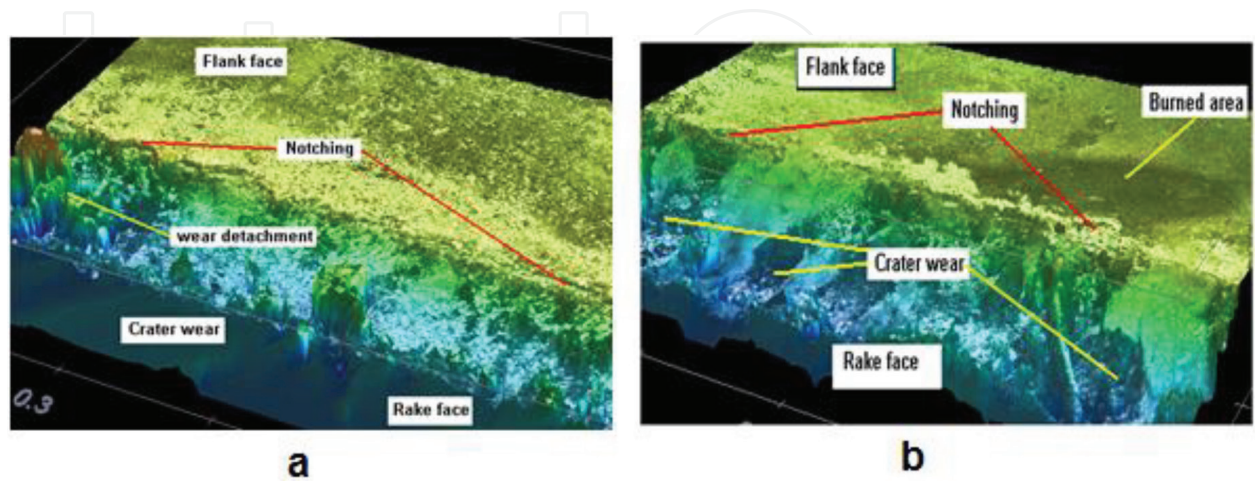 Flank face
Notching
wear detachment
Crater wear
Rake face
0.3
a
Flank face
Notching
Burned area
Crater wear
Rake face
b